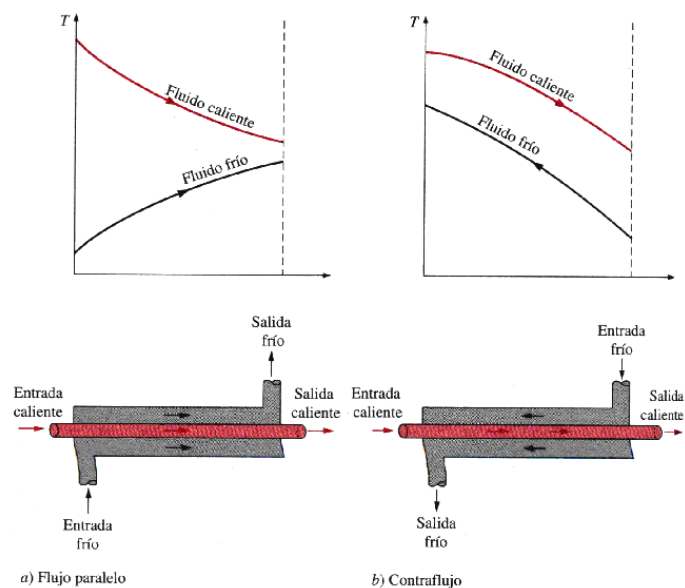 T
Fluido caliente
Fluido frío
T
Fluido caliente
Fluido frío
Salida
frío
Entrada
caliente
Salida
caliente
Entrada
frío
a) Flujo paralelo
Entrada
frío
Entrada
caliente
Salida
caliente
Salida
frío
b) Contraflujo